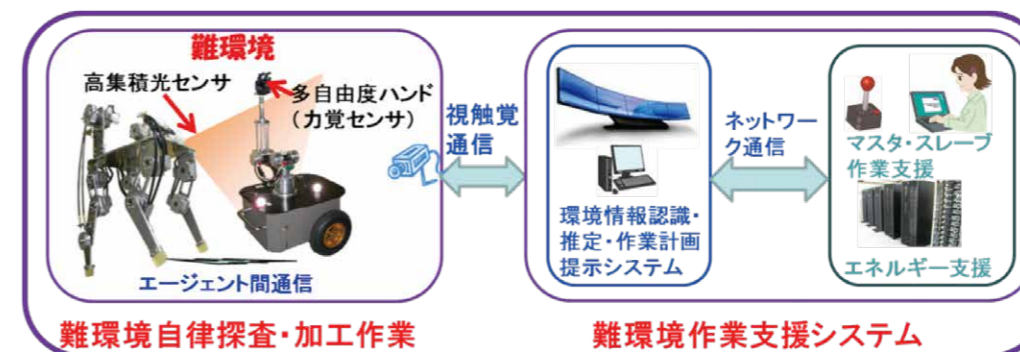 難環境
高集積光センサ
多自由度ハンド
（力覚センサ）
エージェント間通信
視触覚
通信
環境情報認識・
推定・作業計画
提示システム
ネットワー
ク通信
マスタ・スレーブ
作業支援
エネルギー支援
難環境自律探査・加工作業
難環境作業支援システム